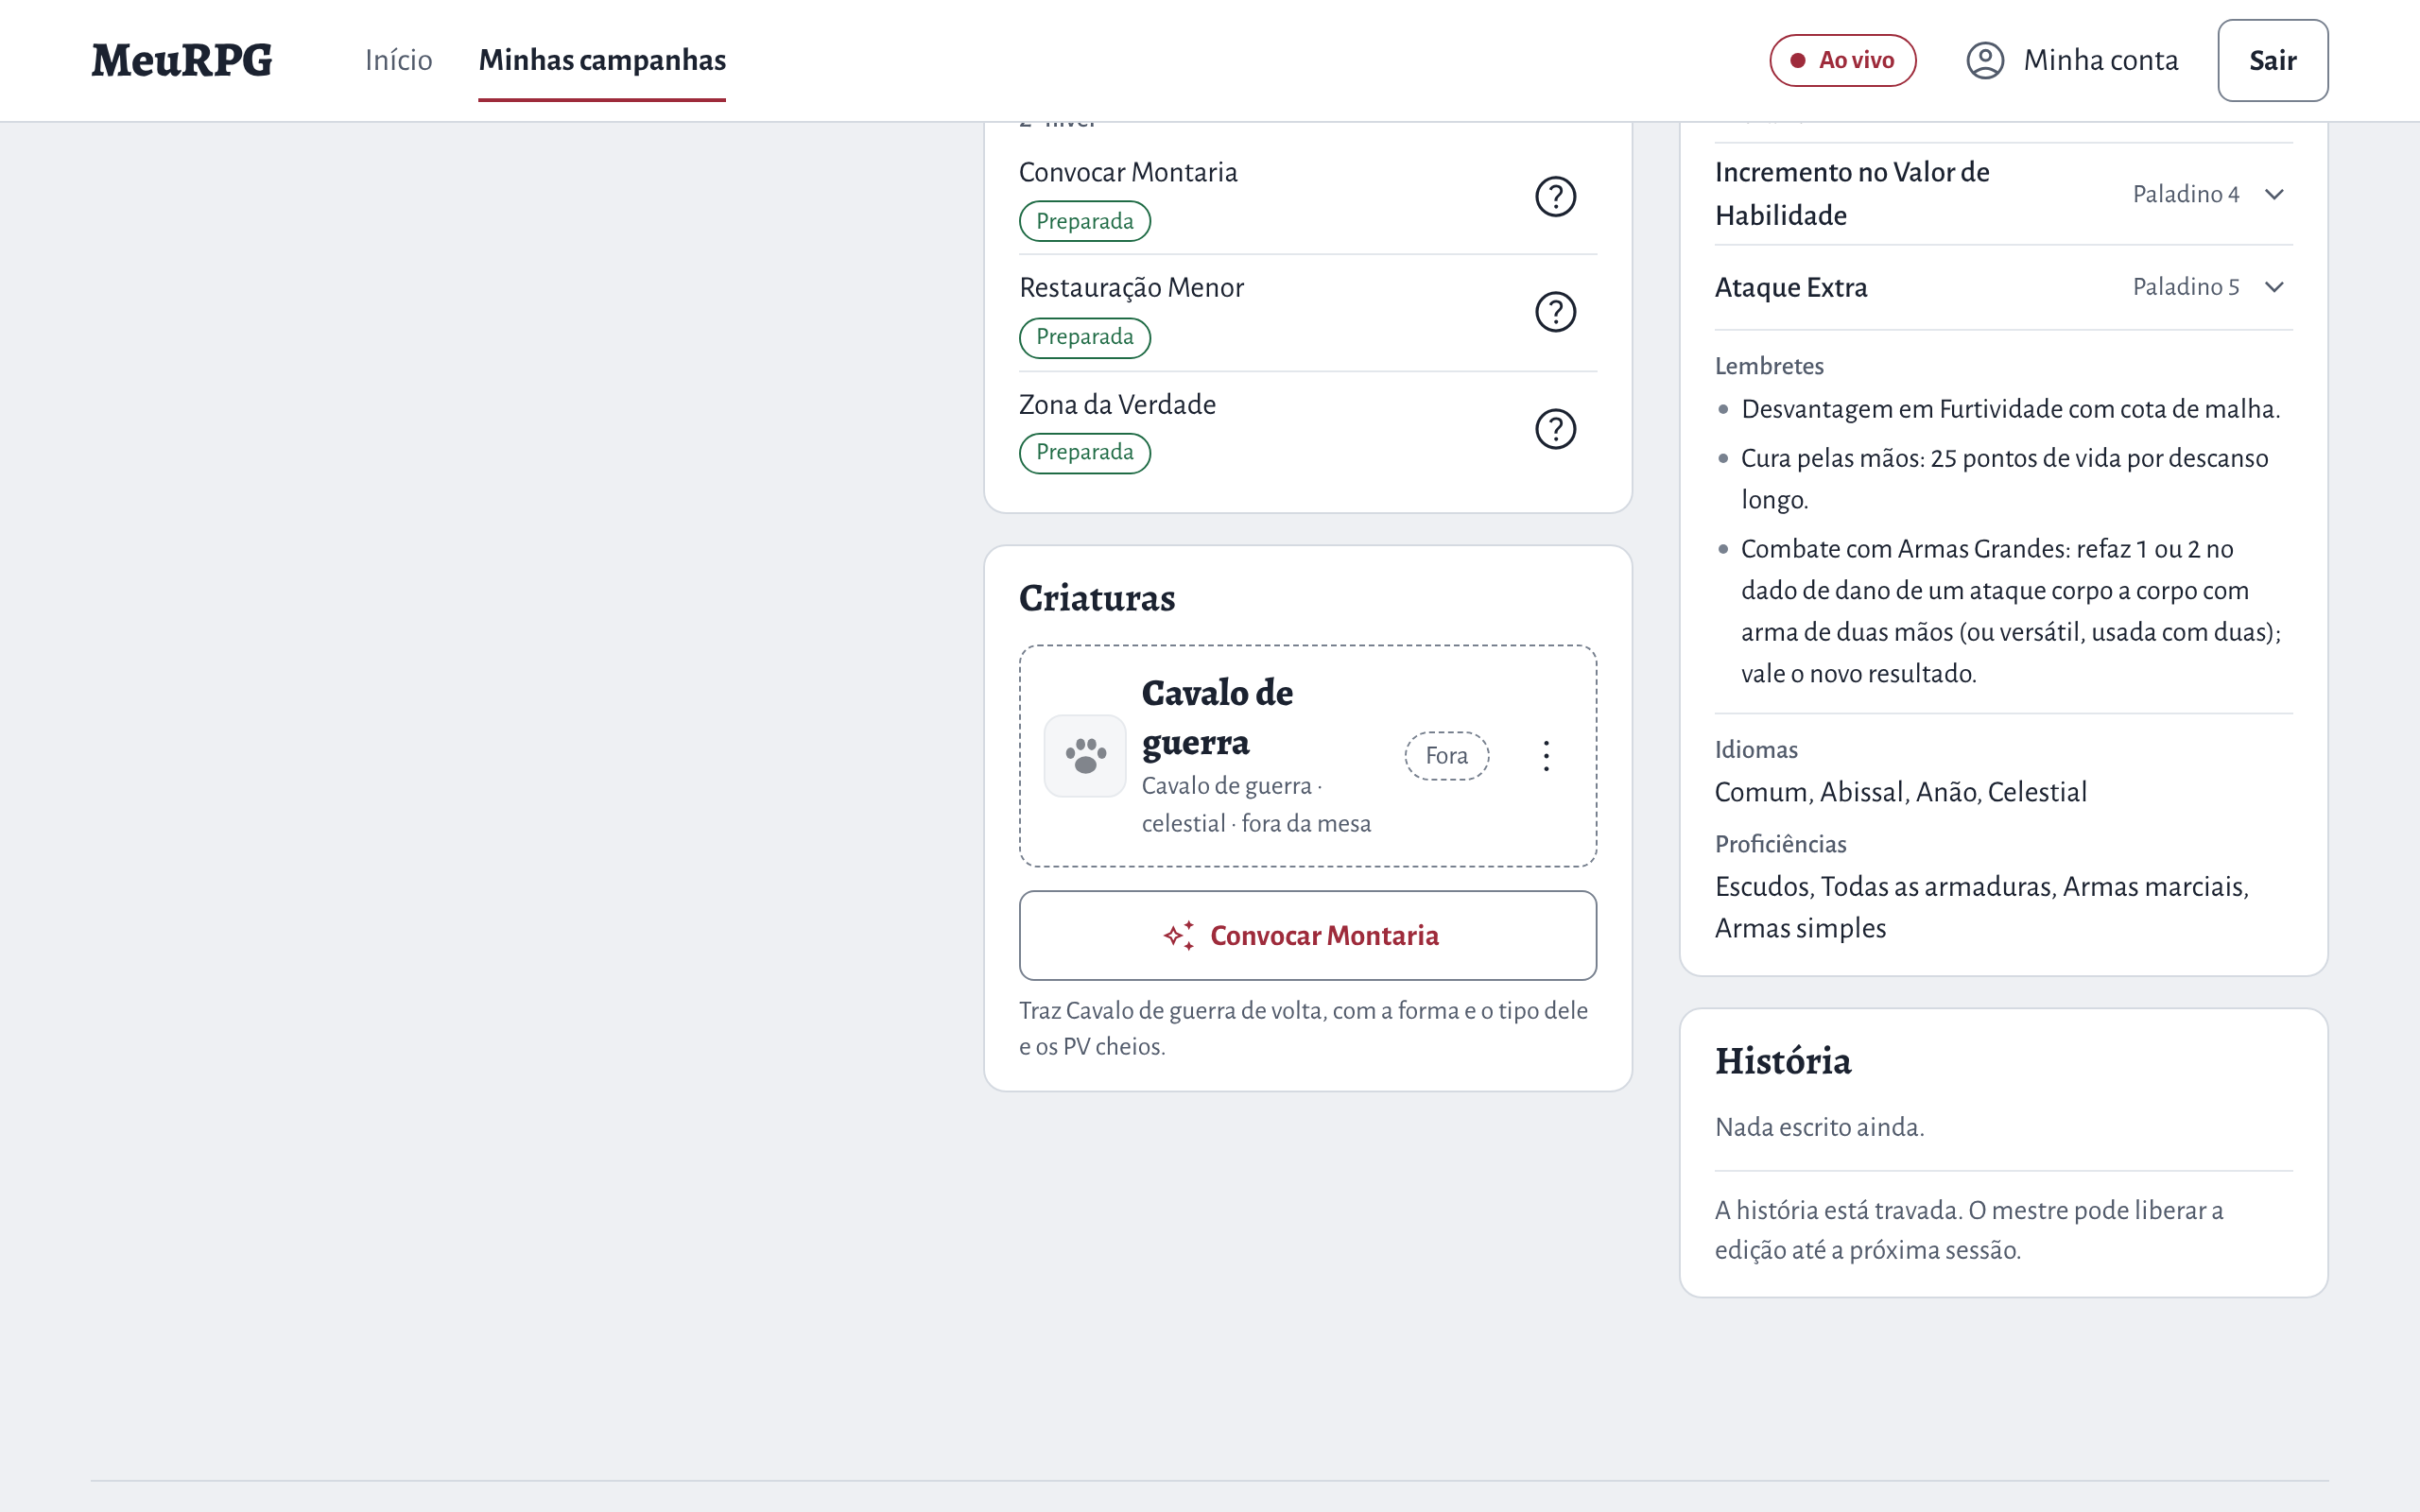 MeuRPG
Início
Minhas campanhas
Ao vivo
Minha conta
Sair
Convocar Montaria
Preparada
Restauração Menor
Preparada
Zona da Verdade
Preparada
Criaturas
Cavalo de
guerra
Cavalo de guerra ·
celestial · fora da mesa
Fora
Convocar Montaria
Traz Cavalo de guerra de volta, com a forma e o tipo dele
e os PV cheios.
Incremento no Valor de
Habilidade
Paladino 4
Ataque Extra
Paladino 5
Lembretes
Desvantagem em Furtividade com cota de malha.
Cura pelas mãos: 25 pontos de vida por descanso
longo.
Combate com Armas Grandes: refaz 1 ou 2 no
dado de dano de um ataque corpo a corpo com
arma de duas mãos (ou versátil, usada com duas);
vale o novo resultado.
Idiomas
Comum, Abissal, Anão, Celestial
Proficiências
Escudos, Todas as armaduras, Armas marciais,
Armas simples
História
Nada escrito ainda.
A história está travada. O mestre pode liberar a
edição até a próxima sessão.